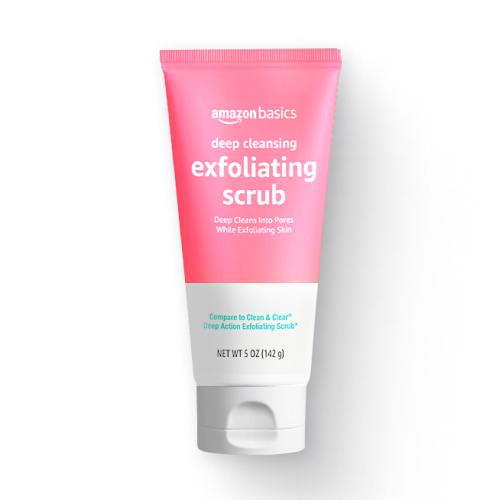 amazon basics
deep cleansing
exfoliating
scrub
Deep Cleans Into Pores
While Exfoliating Skin
Compare to Clean & Clear®
Deep Action Exfoliating Scrub*
NET WT 5 OZ (142 g)